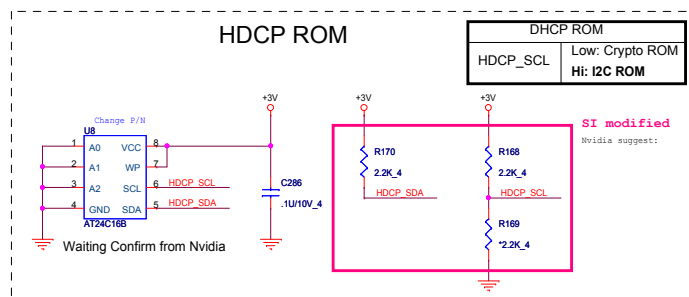 HDCP ROM
DHCP ROM
HDCP_SCL
Low: Crypto ROM
Hi: I2C ROM
Change P/N
U8
1 A0 VCC 8
2 A1 WP 7
3 A2 SCL 6 HDCP_SCL
4 GND SDA 5 HDCP_SDA
AT24C16B
Waiting Confirm from Nvidia
+3V
C286
.1U/10V_4
+3V
R170
2.2K_4
HDCP_SDA
+3V
R168
2.2K_4
HDCP_SCL
R169
*2.2K_4
SI modified
Nvidia suggest: